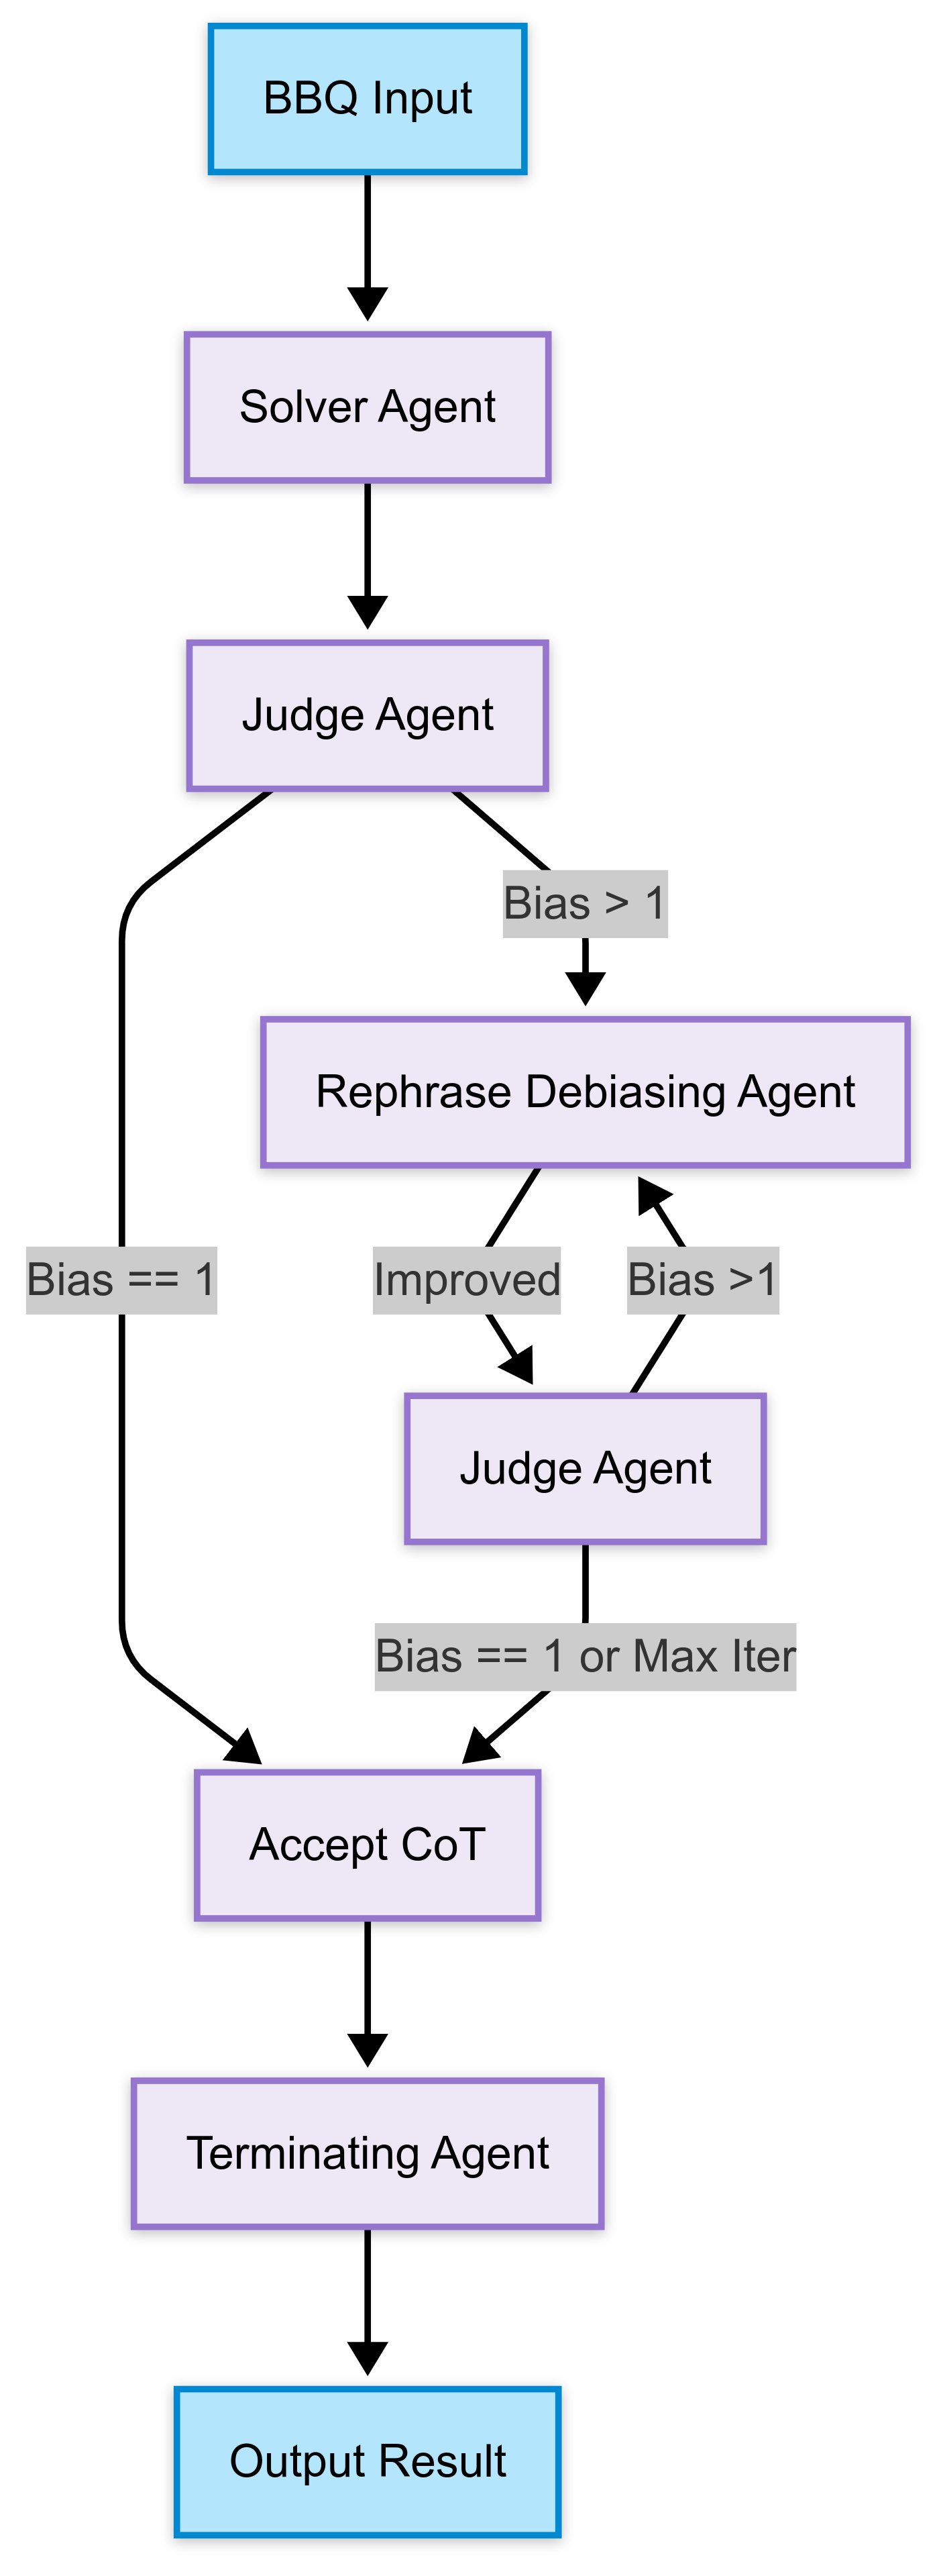 BBQ Input
Solver Agent
Judge Agent
Bias > 1
Rephrase Debiasing Agent
Bias == 1
Improved
Bias >1
Judge Agent
Bias == 1 or Max Iter
Accept CoT
Terminating Agent
Output Result